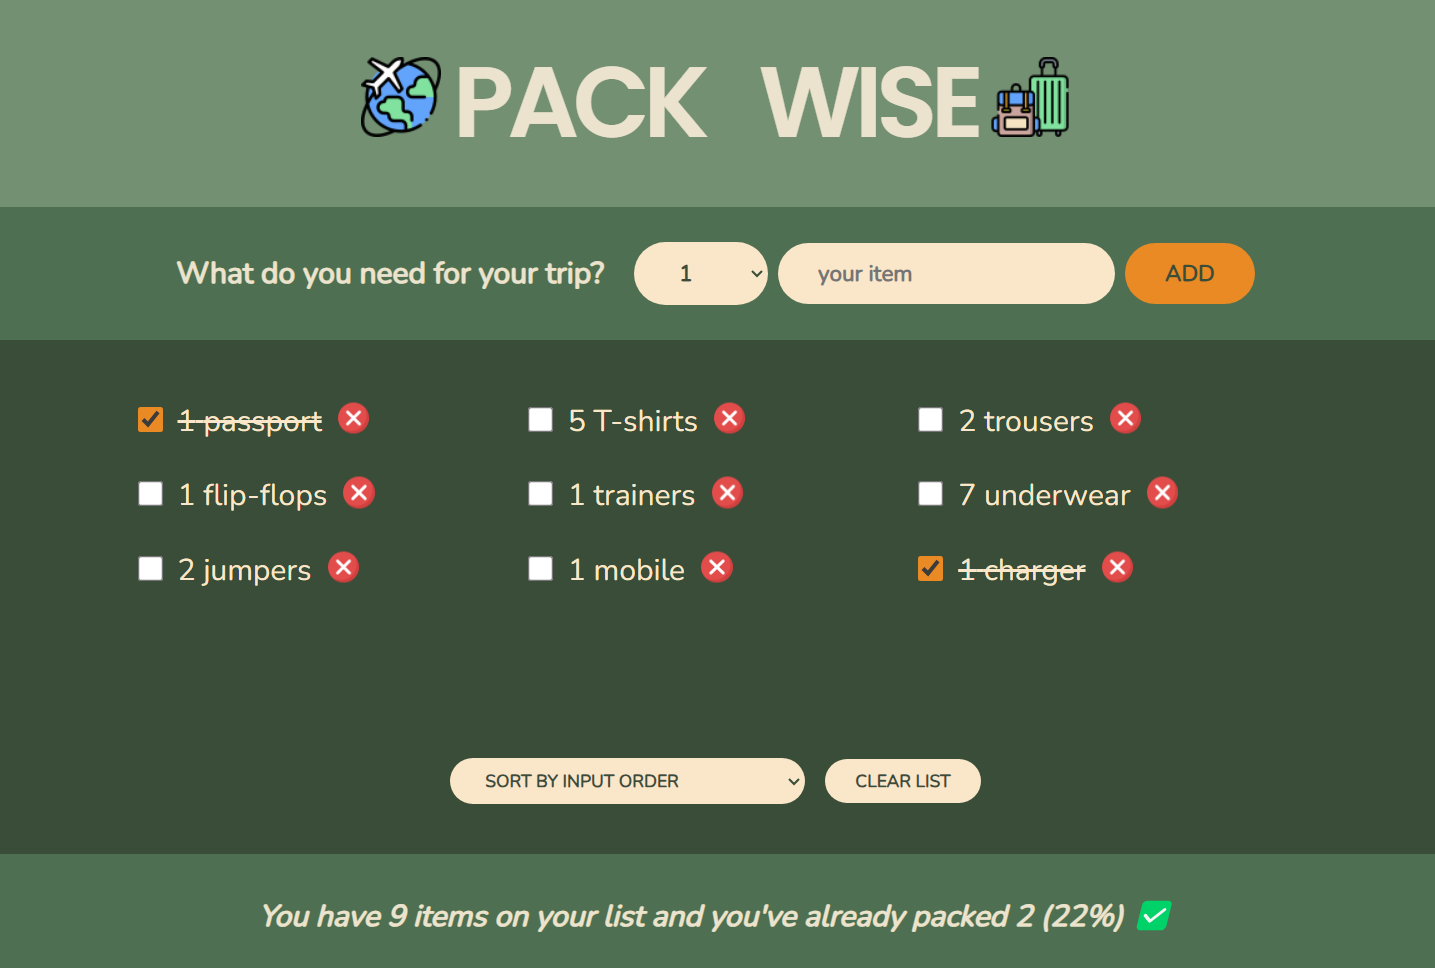 PACK WISE
What do you need for your trip? 1 your item ADD
1 passport 5 T-shirts 2 trousers
1 flip-flops 1 trainers 7 underwear
2 jumpers 1 mobile 1 charger
SORT BY INPUT ORDER CLEAR LIST
You have 9 items on your list and you've already packed 2 (22%)